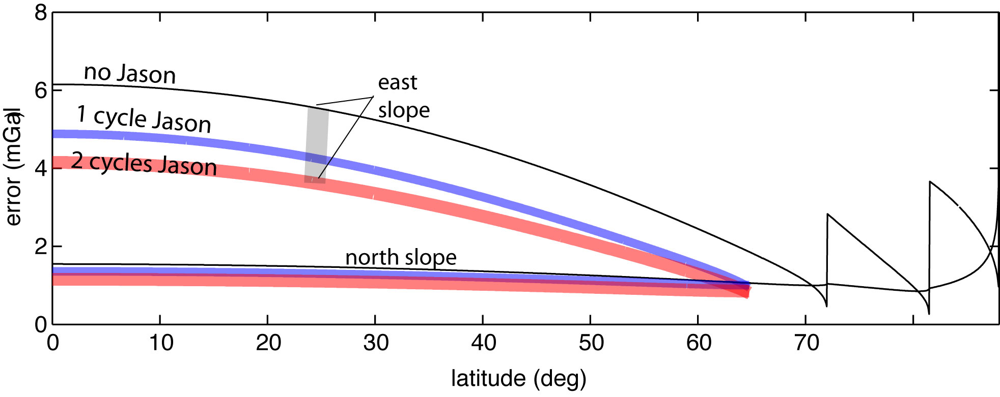 8
no Jason
east
slope
6
1 cycle Jason
2 cycles Jason
4
error (mGal)
2
north slope
0
0 10 20 30 40 50 60 70
latitude (deg)